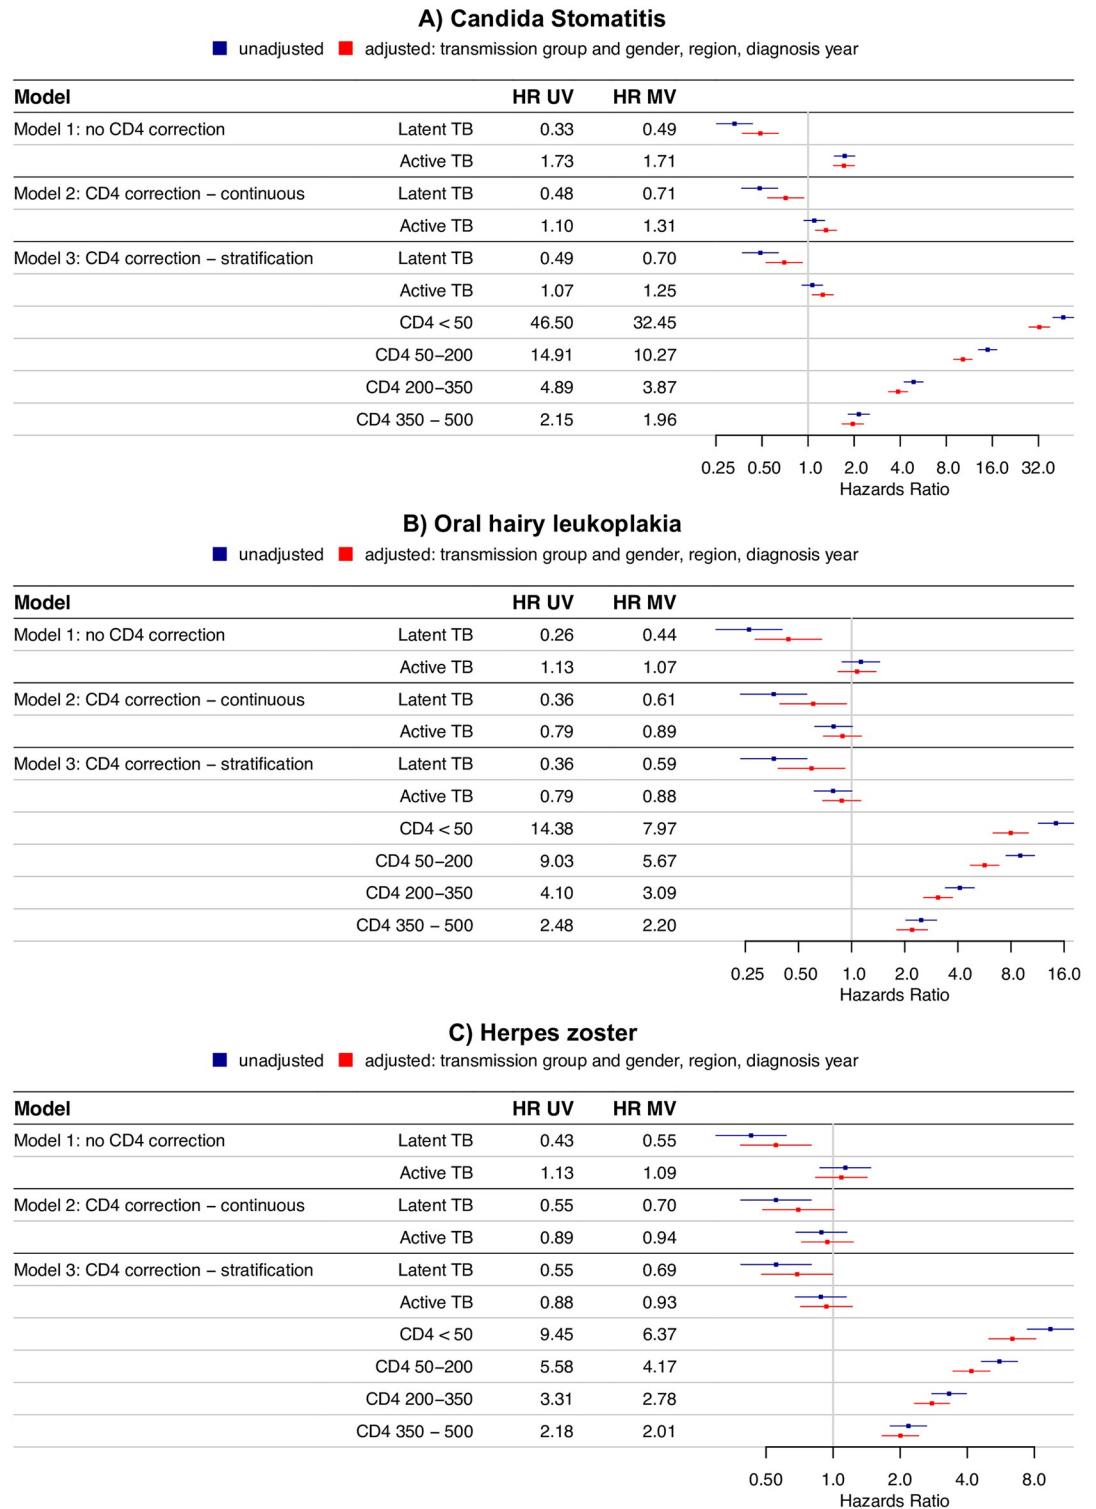 A) Candida Stomatitis
unadjusted adjusted: transmission group and gender, region, diagnosis year
Model HR UV HR MV
Model 1: no CD4 correction Latent TB 0.33 0.49
Active TB 1.73 1.71
Model 2: CD4 correction – continuous Latent TB 0.48 0.71
Active TB 1.10 1.31
Model 3: CD4 correction – stratification Latent TB 0.49 0.70
Active TB 1.07 1.25
CD4 < 50 46.50 32.45
CD4 50–200 14.91 10.27
CD4 200–350 4.89 3.87
CD4 350 – 500 2.15 1.96
0.25 0.50 1.0 2.0 4.0 8.0 16.0 32.0
Hazards Ratio
B) Oral hairy leukoplakia
unadjusted adjusted: transmission group and gender, region, diagnosis year
Model HR UV HR MV
Model 1: no CD4 correction Latent TB 0.26 0.44
Active TB 1.13 1.07
Model 2: CD4 correction – continuous Latent TB 0.36 0.61
Active TB 0.79 0.89
Model 3: CD4 correction – stratification Latent TB 0.36 0.59
Active TB 0.79 0.88
CD4 < 50 14.38 7.97
CD4 50–200 9.03 5.67
CD4 200–350 4.10 3.09
CD4 350 – 500 2.48 2.20
0.25 0.50 1.0 2.0 4.0 8.0 16.0
Hazards Ratio
C) Herpes zoster
unadjusted adjusted: transmission group and gender, region, diagnosis year
Model HR UV HR MV
Model 1: no CD4 correction Latent TB 0.43 0.55
Active TB 1.13 1.09
Model 2: CD4 correction – continuous Latent TB 0.55 0.70
Active TB 0.89 0.94
Model 3: CD4 correction – stratification Latent TB 0.55 0.69
Active TB 0.88 0.93
CD4 < 50 9.45 6.37
CD4 50–200 5.58 4.17
CD4 200–350 3.31 2.78
CD4 350 – 500 2.18 2.01
0.50 1.0 2.0 4.0 8.0
Hazards Ratio